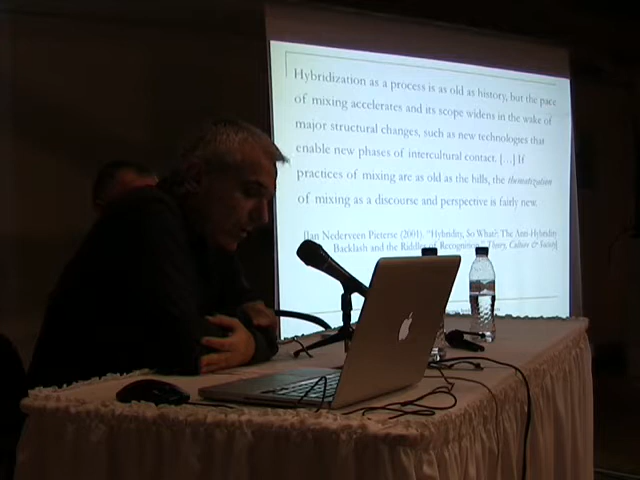 Hybridization as a process is as old as history, but the pace
of mixing accelerates and its scope widens in the wake of
major structural changes, such as new technologies that
enable new phases of intercultural contact. [...] If
practices of mixing are as old as the hills, the thematization
of mixing as a discourse and perspective is fairly new.
(Jan Nederveen Pieterse (2001). "Hybridity, So What?: The Anti-Hybridity
Backlash and the Riddles of Recognition," Theory, Culture & Society)